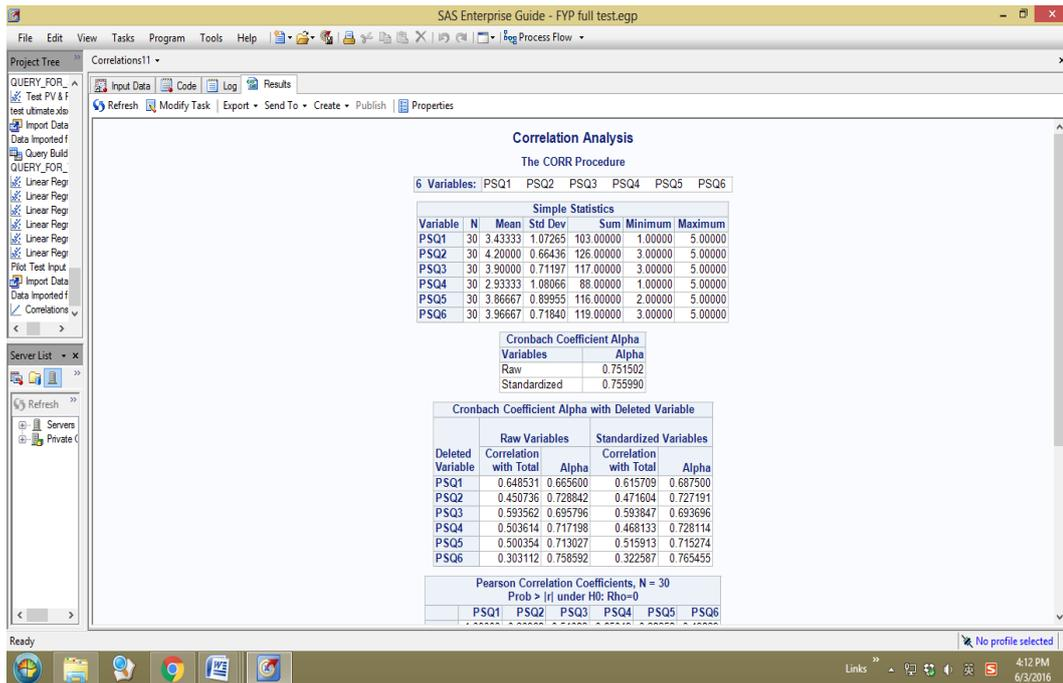 SAS Enterprise Guide - FYP full test.egp
File Edit View Tasks Program Tools Help Process Flow
Project Tree
Correlations11
QUERY_FOR_
Test PV & F
test ultimate.xlsx
Import Data
Data Imported f
Query Build
QUERY_FOR_
Linear Regr
Linear Regr
Linear Regr
Linear Regr
Linear Regr
Linear Regr
Pilot Test Input
Import Data
Data Imported f
Correlations
Server List
Refresh
Servers
Private
Input Data Code Log Results
Refresh Modify Task Export Send To Create Publish Properties
Correlation Analysis
The CORR Procedure
6 Variables: PSQ1 PSQ2 PSQ3 PSQ4 PSQ5 PSQ6
Simple Statistics
Variable N Mean Std Dev Sum Minimum Maximum
PSQ1 30 3.43333 1.07265 103.00000 1.00000 5.00000
PSQ2 30 4.20000 0.66436 126.00000 3.00000 5.00000
PSQ3 30 3.90000 0.71197 117.00000 3.00000 5.00000
PSQ4 30 2.93333 1.08066 88.00000 1.00000 5.00000
PSQ5 30 3.86667 0.89955 116.00000 2.00000 5.00000
PSQ6 30 3.96667 0.71840 119.00000 3.00000 5.00000
Cronbach Coefficient Alpha
Variables Alpha
Raw 0.751502
Standardized 0.755990
Cronbach Coefficient Alpha with Deleted Variable
Raw Variables Standardized Variables
Deleted Variable Correlation with Total Alpha Correlation with Total Alpha
PSQ1 0.648531 0.665600 0.615709 0.687500
PSQ2 0.450736 0.728842 0.471604 0.727191
PSQ3 0.593562 0.695796 0.593847 0.693696
PSQ4 0.503614 0.717198 0.468133 0.728114
PSQ5 0.500354 0.713027 0.515913 0.715274
PSQ6 0.303112 0.758592 0.322587 0.765455
Pearson Correlation Coefficients, N = 30
Prob > |r| under H0: Rho=0
PSQ1 PSQ2 PSQ3 PSQ4 PSQ5 PSQ6
Ready
No profile selected
Links
英
4:12 PM
6/3/2016